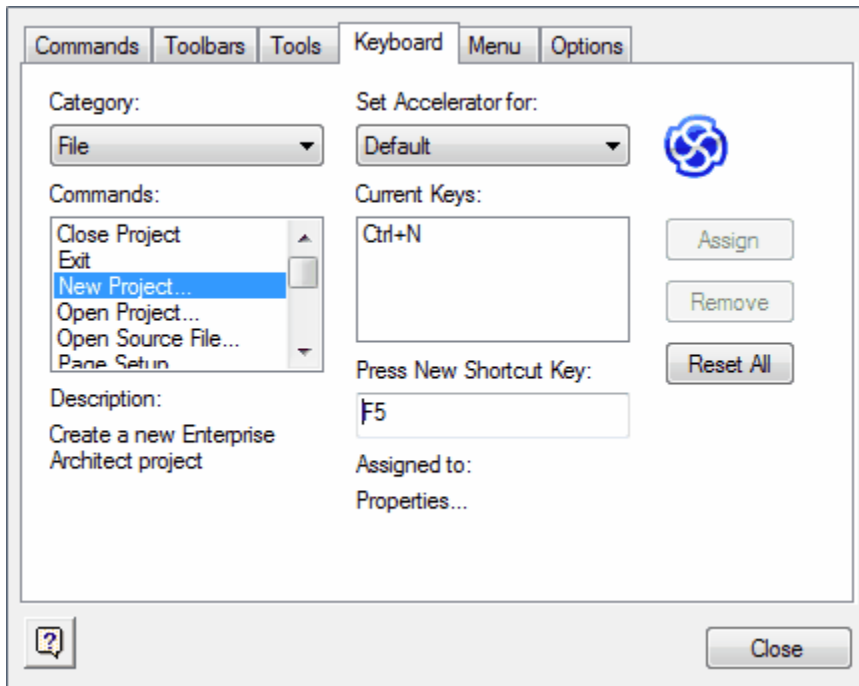 Commands Toolbars Tools Keyboard Menu Options
Category:
File
Commands:
Close Project
Exit
New Project...
Open Project...
Open Source File...
Page Setup
Description:
Create a new Enterprise
Architect project
Set Accelerator for:
Default
Current Keys:
Ctrl+N
Press New Shortcut Key:
F5
Assigned to:
Properties...
Assign
Remove
Reset All
?
Close